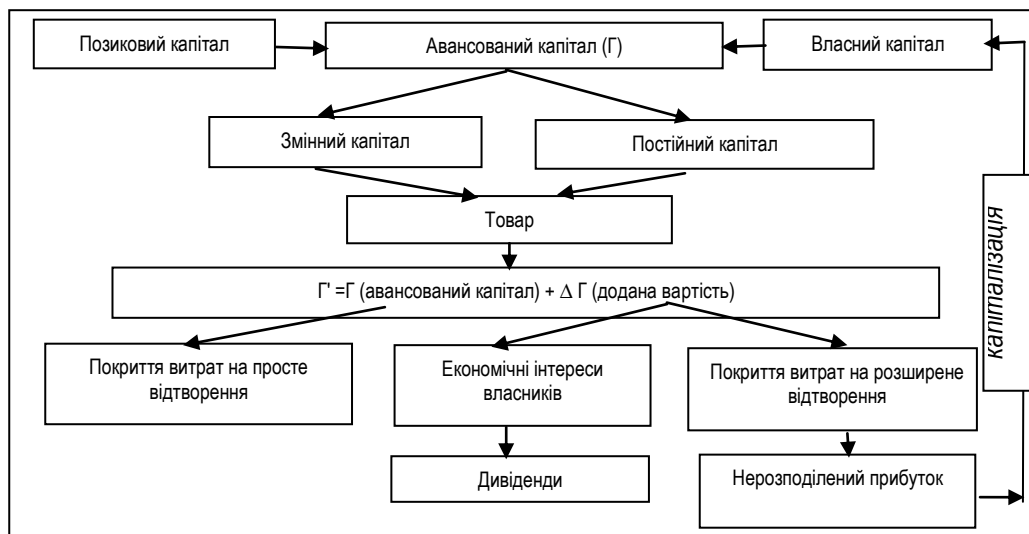 Позиковий капітал
Авансований капітал (Г)
Власний капітал
Змінний капітал
Постійний капітал
Товар
капіталізація
Г' =Г (авансований капітал) + Δ Г (додана вартість)
Покриття витрат на просте
відтворення
Економічні інтереси
власників
Покриття витрат на розширене
відтворення
Дивіденди
Нерозподілений прибуток